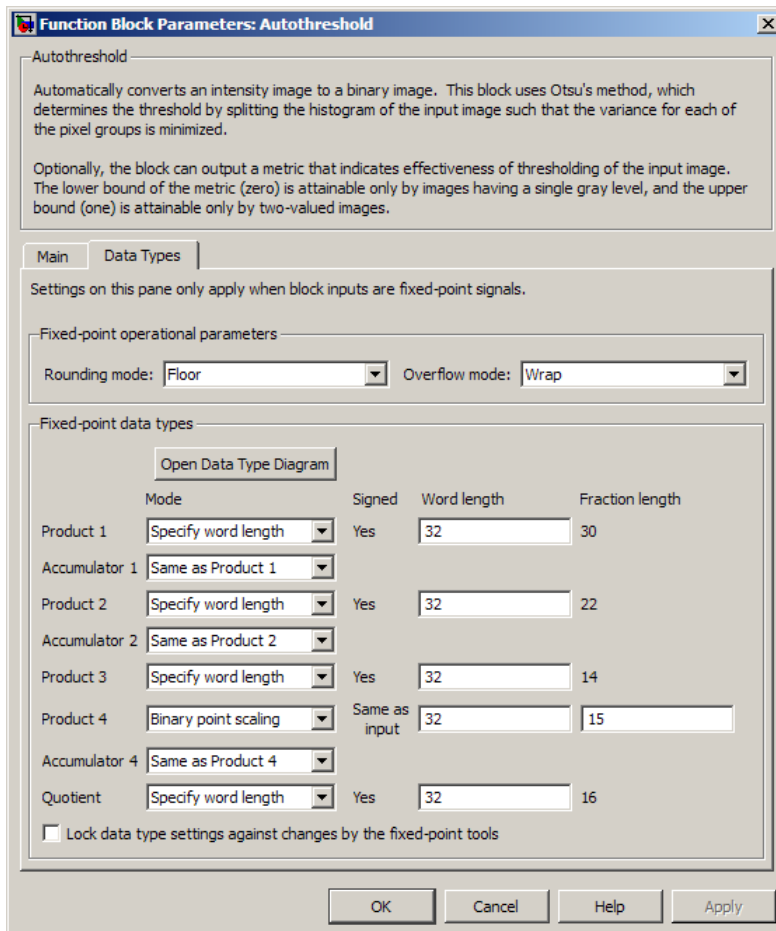 Function Block Parameters: Autothreshold
Autothreshold
Automatically converts an intensity image to a binary image.  This block uses Otsu's method, which
determines the threshold by splitting the histogram of the input image such that the variance for each of
the pixel groups is minimized.
Optionally, the block can output a metric that indicates effectiveness of thresholding of the input image.
The lower bound of the metric (zero) is attainable only by images having a single gray level, and the upper
bound (one) is attainable only by two-valued images.
Main Data Types
Settings on this pane only apply when block inputs are fixed-point signals.
Fixed-point operational parameters
Rounding mode: Floor Overflow mode: Wrap
Fixed-point data types
Open Data Type Diagram
Mode Signed Word length Fraction length
Product 1 Specify word length Yes 32 30
Accumulator 1 Same as Product 1
Product 2 Specify word length Yes 32 22
Accumulator 2 Same as Product 2
Product 3 Specify word length Yes 32 14
Product 4 Binary point scaling Same as input 32 15
Accumulator 4 Same as Product 4
Quotient Specify word length Yes 32 16
Lock data type settings against changes by the fixed-point tools
OK Cancel Help Apply